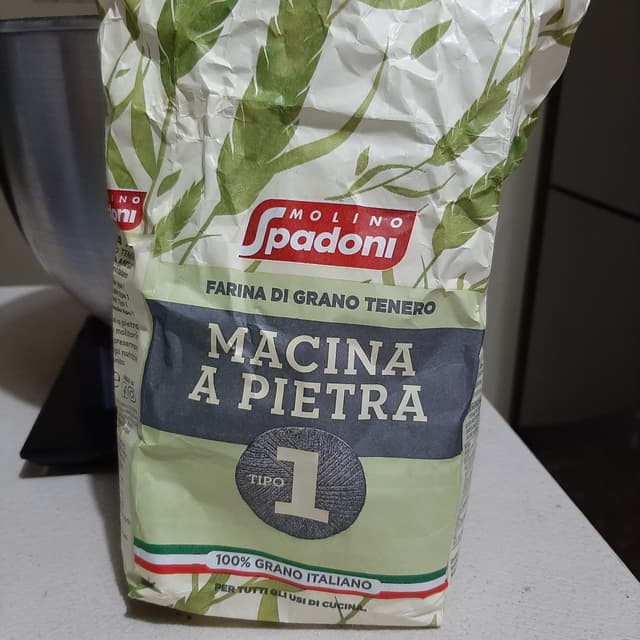 MOLINO
Spadoni
FARINA DI GRANO TENERO
MACINA
A PIETRA
TIPO 1
100% GRANO ITALIANO
PER TUTTI GLI USI DI CUCINA.